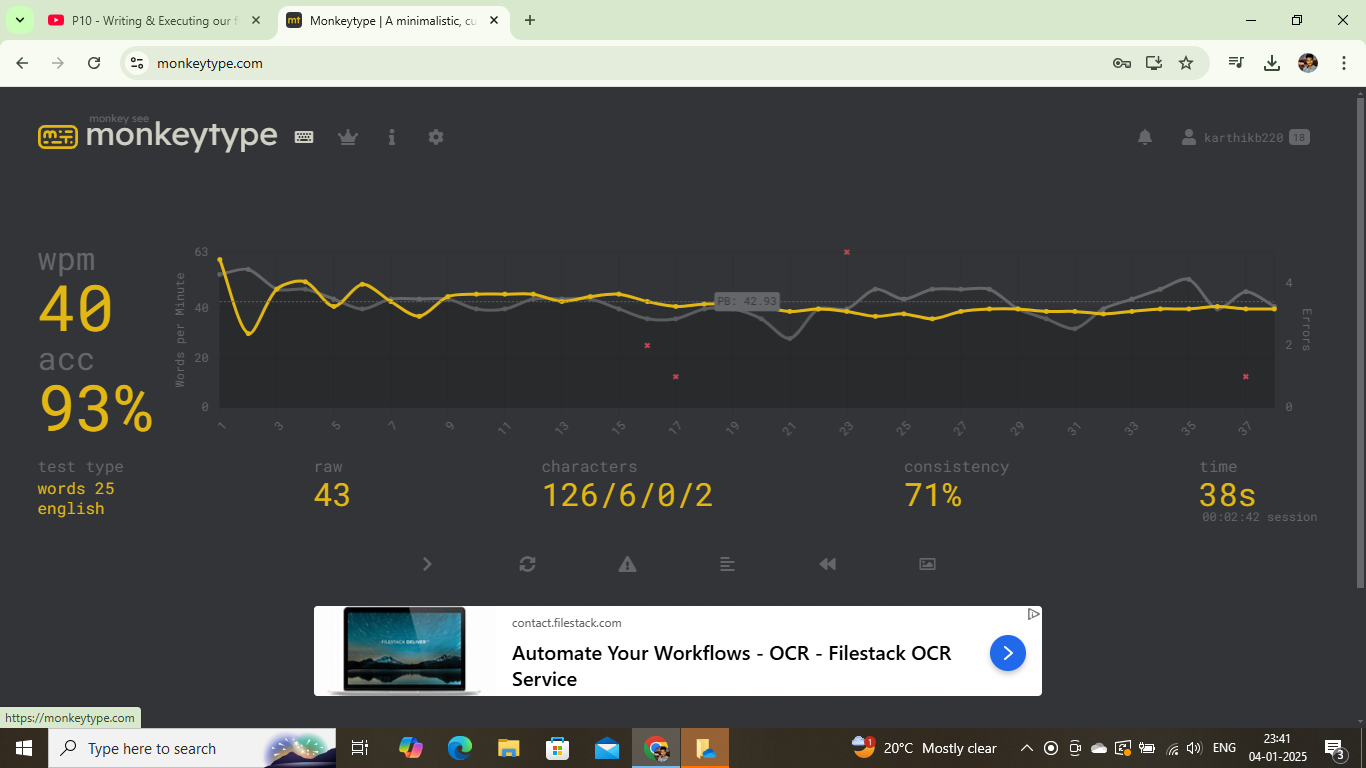 P10 - Writing & Executing our f
Monkeytype | A minimalistic, cu
monkeytype.com
monkey see
monkeytype
karthikb220 18
wpm
40
acc
93%
Words per Minute
63
40
20
0
PB: 42.93
4
2
0
Errors
1 3 5 7 9 11 13 15 17 19 21 23 25 27 29 31 33 35 37
test type
words 25
english
raw
43
characters
126/6/0/2
consistency
71%
time
38s
00:02:42 session
FILESTACK DELIVER
contact.filestack.com
Automate Your Workflows - OCR - Filestack OCR
Service
https://monkeytype.com
Type here to search
1
20°C Mostly clear
ENG
23:41
04-01-2025
3